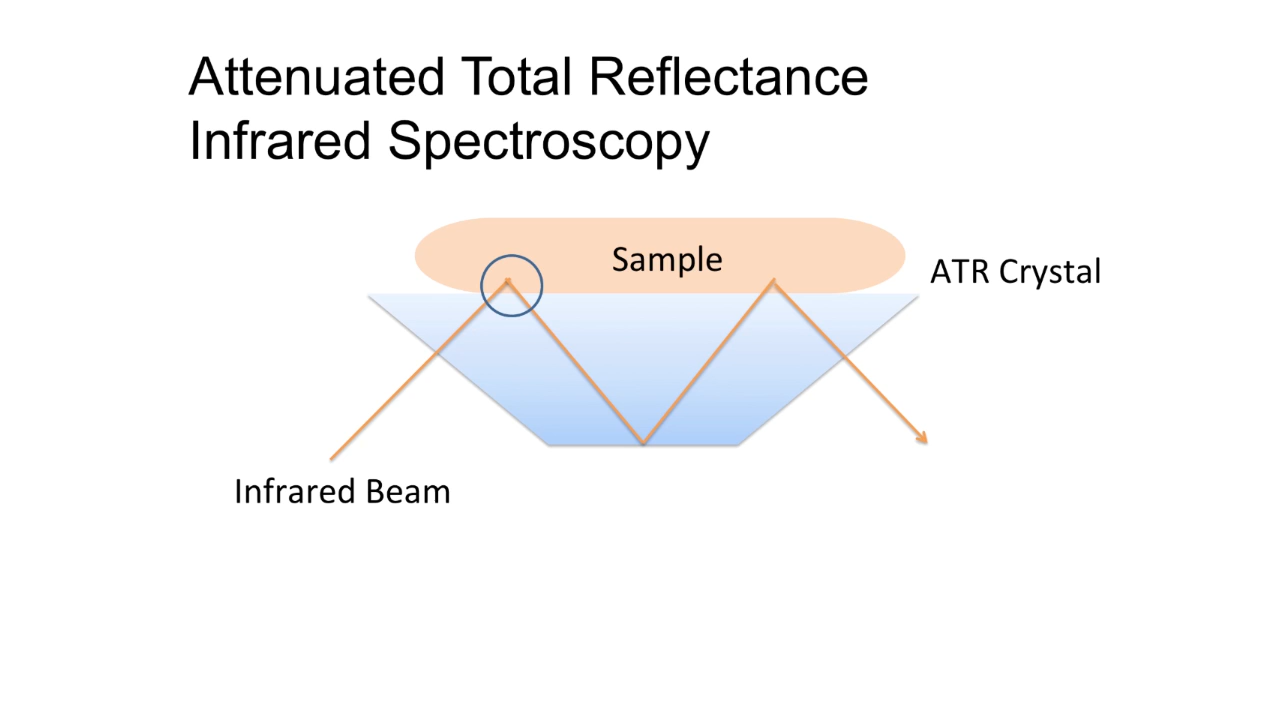 Attenuated Total Reflectance
Infrared Spectroscopy
Sample
ATR Crystal
Infrared Beam